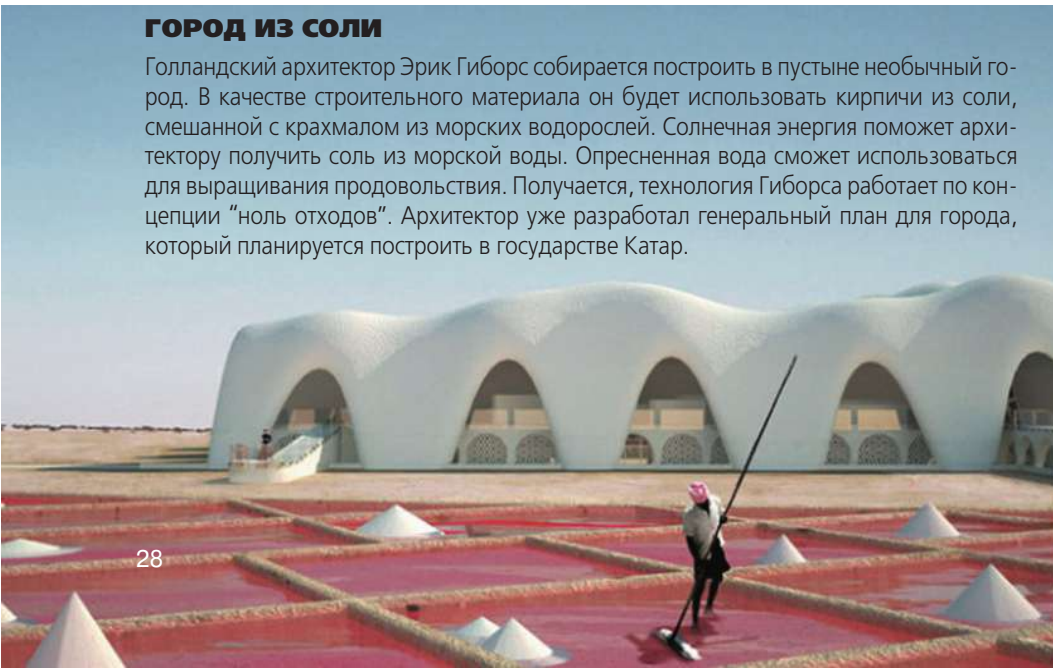 ГОРОД ИЗ СОЛИ
Голландский архитектор Эрик Гиборс собирается построить в пустыне необычный го-
род. В качестве строительного материала он будет использовать кирпичи из соли,
смешанной с крахмалом из морских водорослей. Солнечная энергия поможет архи-
тектору получить соль из морской воды. Опресненная вода сможет использоваться
для выращивания продовольствия. Получается, технология Гиборса работает по кон-
цепции “ноль отходов”. Архитектор уже разработал генеральный план для города,
который планируется построить в государстве Катар.
28